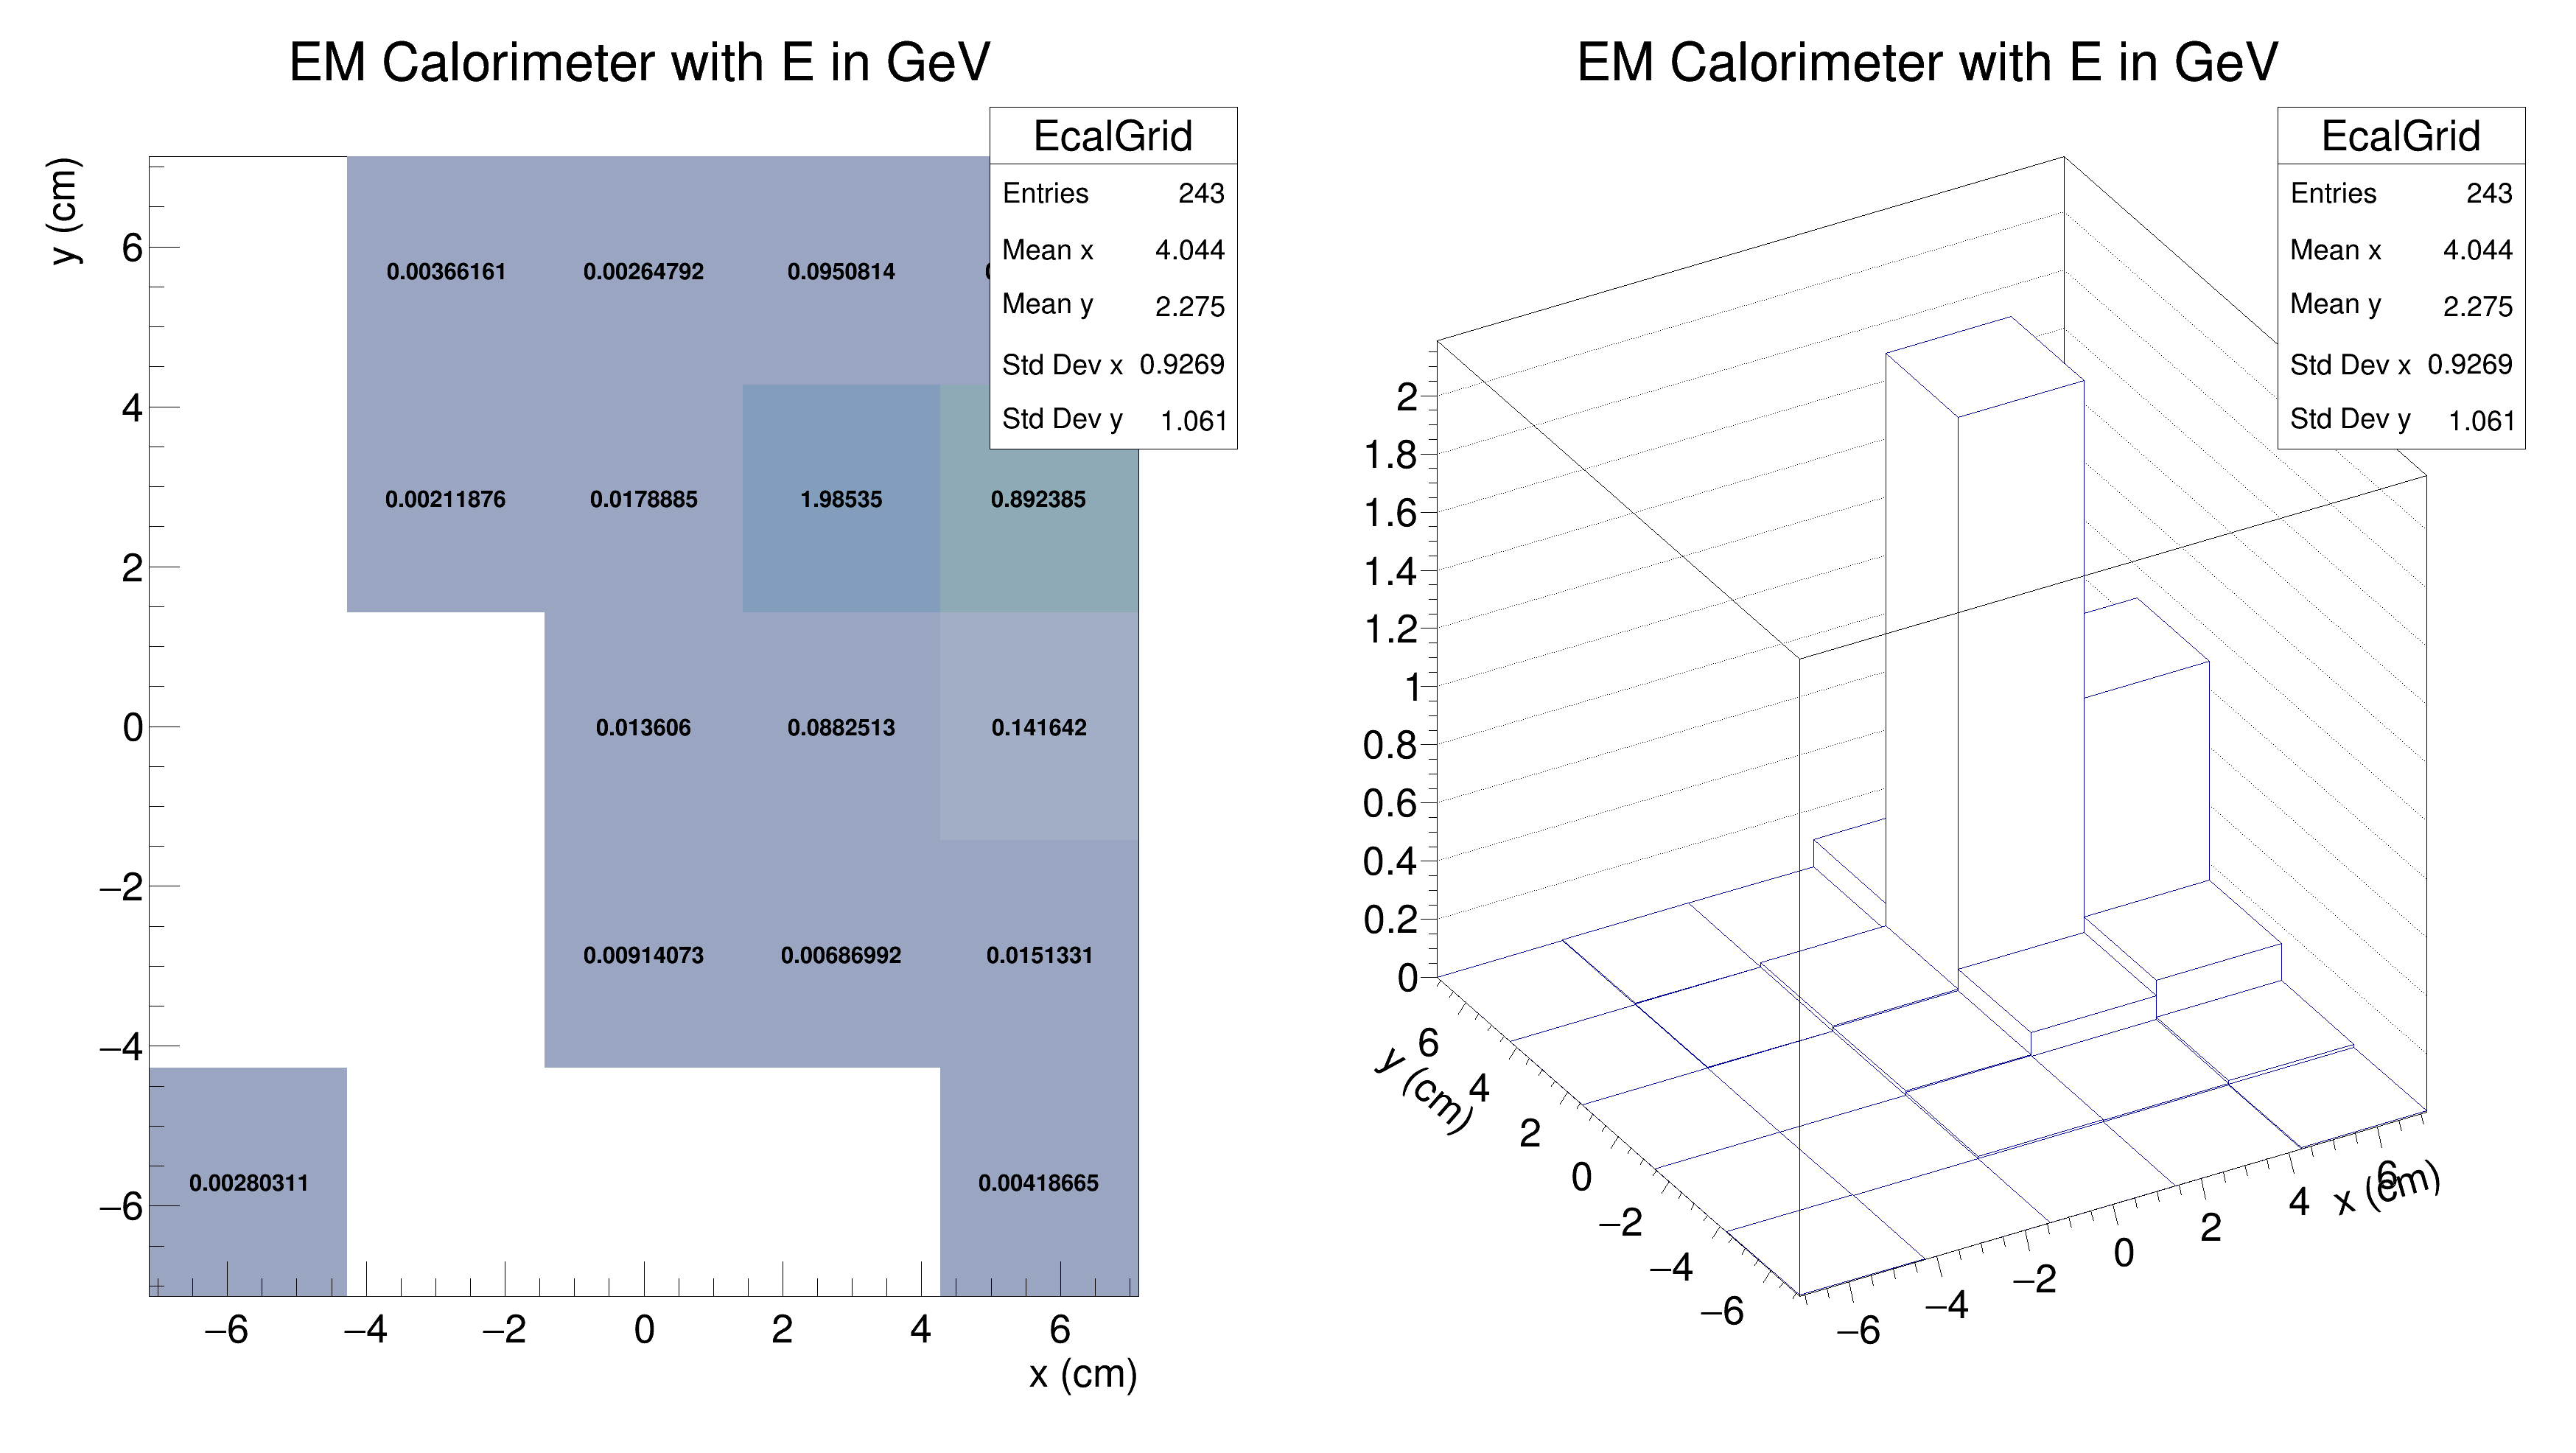 EM Calorimeter with E in GeV
EcalGrid
Entries 243
Mean x 4.044
Mean y 2.275
Std Dev x 0.9269
Std Dev y 1.061
y (cm)
6
4
2
0
−2
−4
−6
0.00366161 0.00264792 0.0950814
0.00211876 0.0178885 1.98535 0.892385
0.013606 0.0882513 0.141642
0.00914073 0.00686992 0.0151331
0.00280311 0.00418665
−6 −4 −2 0 2 4 6
x (cm)
EM Calorimeter with E in GeV
EcalGrid
Entries 243
Mean x 4.044
Mean y 2.275
Std Dev x 0.9269
Std Dev y 1.061
2
1.8
1.6
1.4
1.2
1
0.8
0.6
0.4
0.2
0
y (cm)
6
4
2
0
−2
−4
−6
−6 −4 −2 0 2 4 6
x (cm)